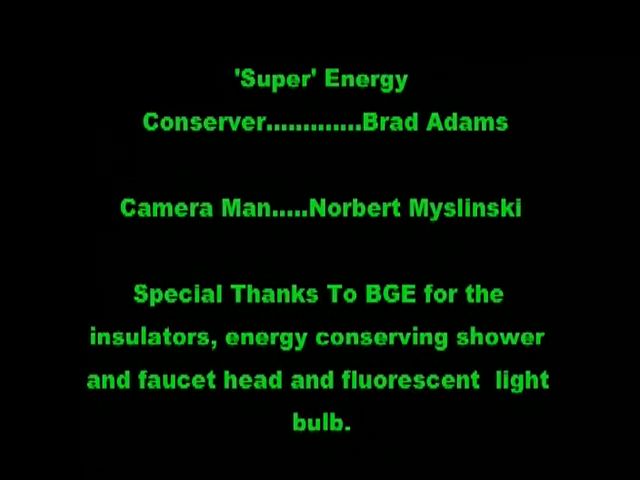 'Super' Energy
Conserver.............Brad Adams
Camera Man.....Norbert Myslinski
Special Thanks To BGE for the
insulators, energy conserving shower
and faucet head and fluorescent  light
bulb.